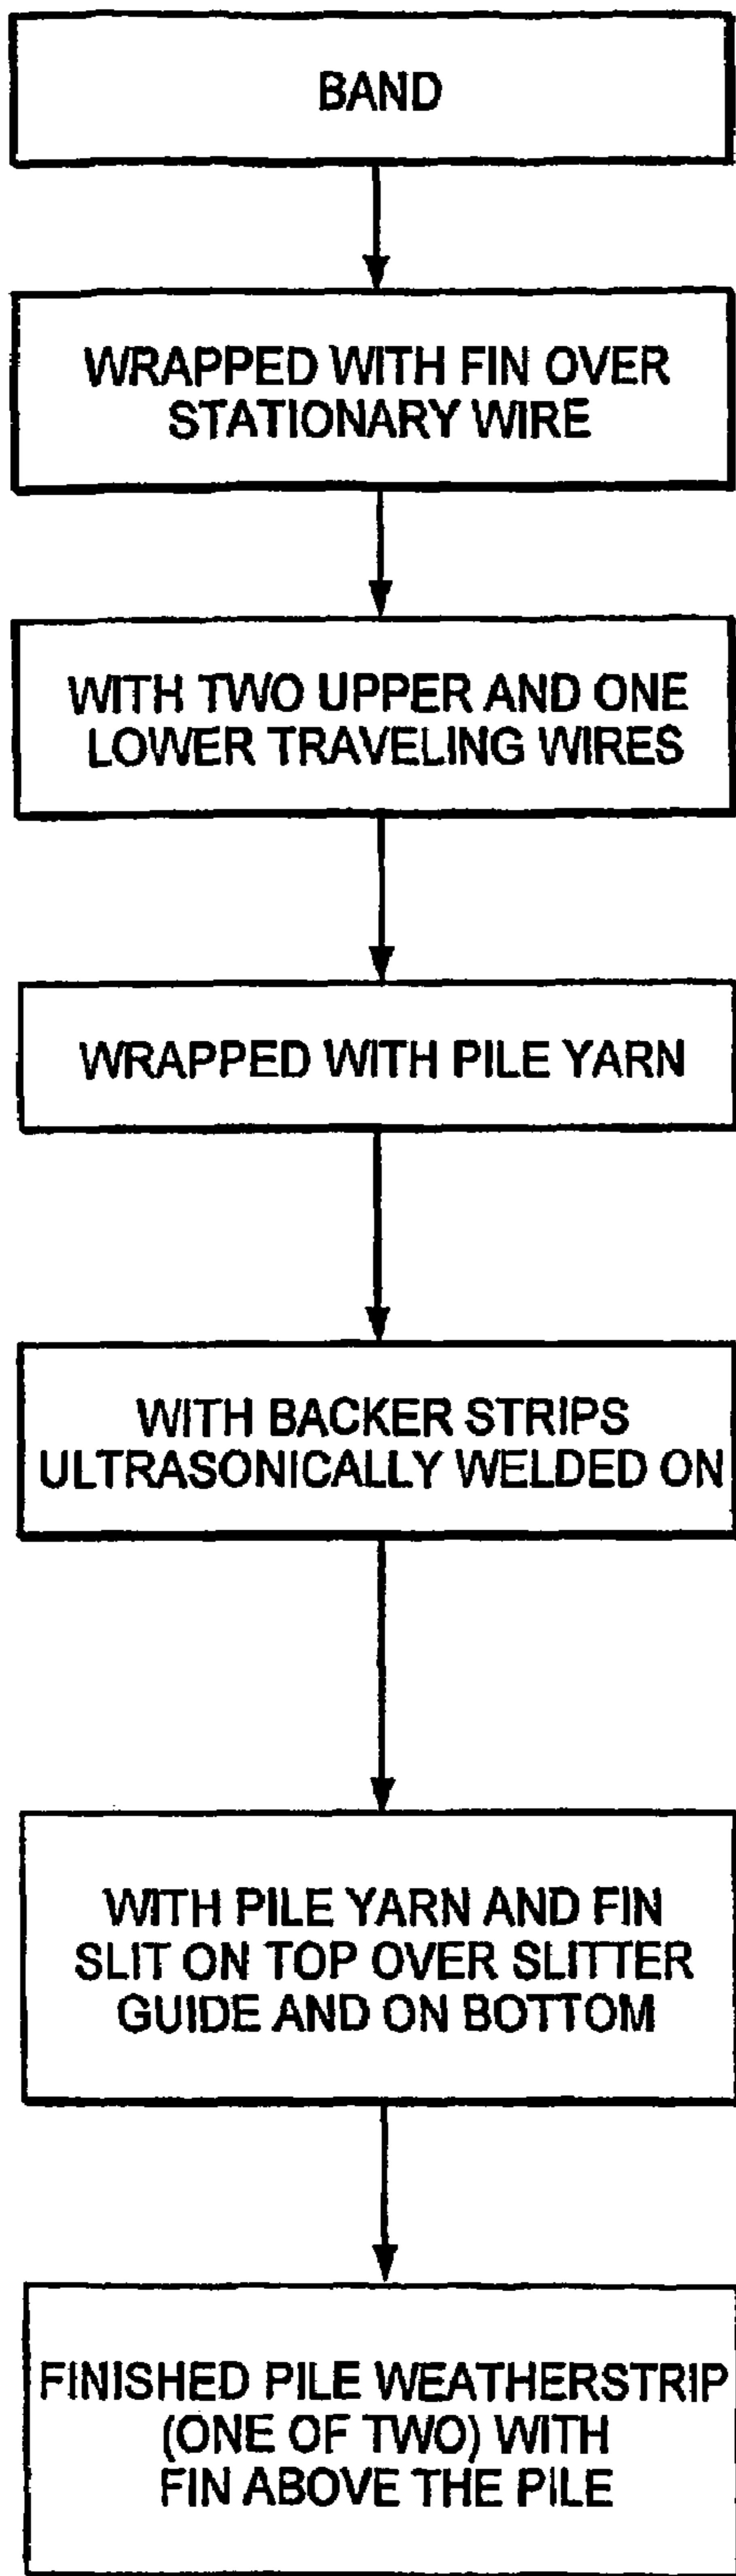 BAND
WRAPPED WITH FIN OVER
STATIONARY WIRE
WITH TWO UPPER AND ONE
LOWER TRAVELING WIRES
WRAPPED WITH PILE YARN
WITH BACKER STRIPS
ULTRASONICALLY WELDED ON
WITH PILE YARN AND FIN
SLIT ON TOP OVER SLITTER
GUIDE AND ON BOTTOM
FINISHED PILE WEATHERSTRIP
(ONE OF TWO) WITH
FIN ABOVE THE PILE